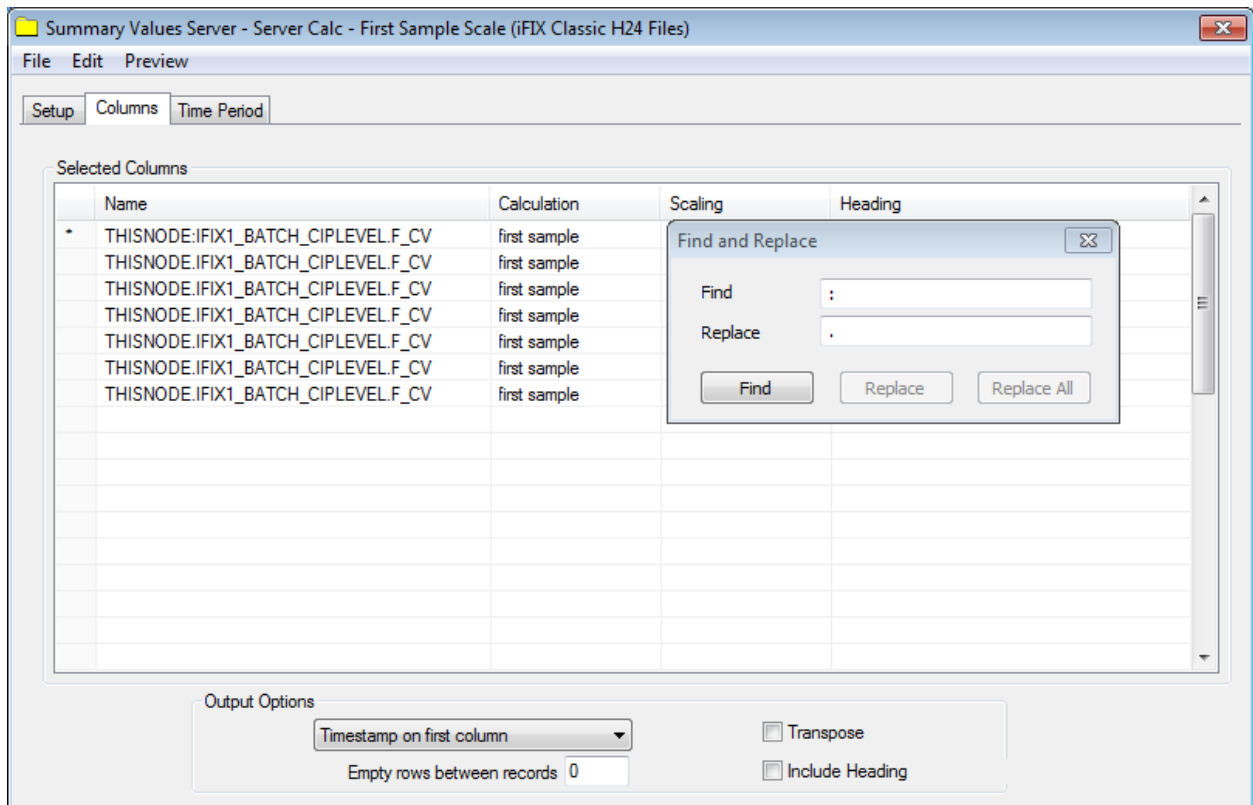 Summary Values Server - Server Calc - First Sample Scale (iFIX Classic H24 Files)
File Edit Preview
Setup Columns Time Period
Selected Columns
Name Calculation Scaling Heading
* THISNODE:IFIX1_BATCH_CIPLEVEL.F_CV first sample
THISNODE.IFIX1_BATCH_CIPLEVEL.F_CV first sample
THISNODE.IFIX1_BATCH_CIPLEVEL.F_CV first sample
THISNODE.IFIX1_BATCH_CIPLEVEL.F_CV first sample
THISNODE.IFIX1_BATCH_CIPLEVEL.F_CV first sample
THISNODE.IFIX1_BATCH_CIPLEVEL.F_CV first sample
THISNODE.IFIX1_BATCH_CIPLEVEL.F_CV first sample
Find and Replace
Find :
Replace .
Find Replace Replace All
Output Options
Timestamp on first column
Transpose
Empty rows between records 0
Include Heading